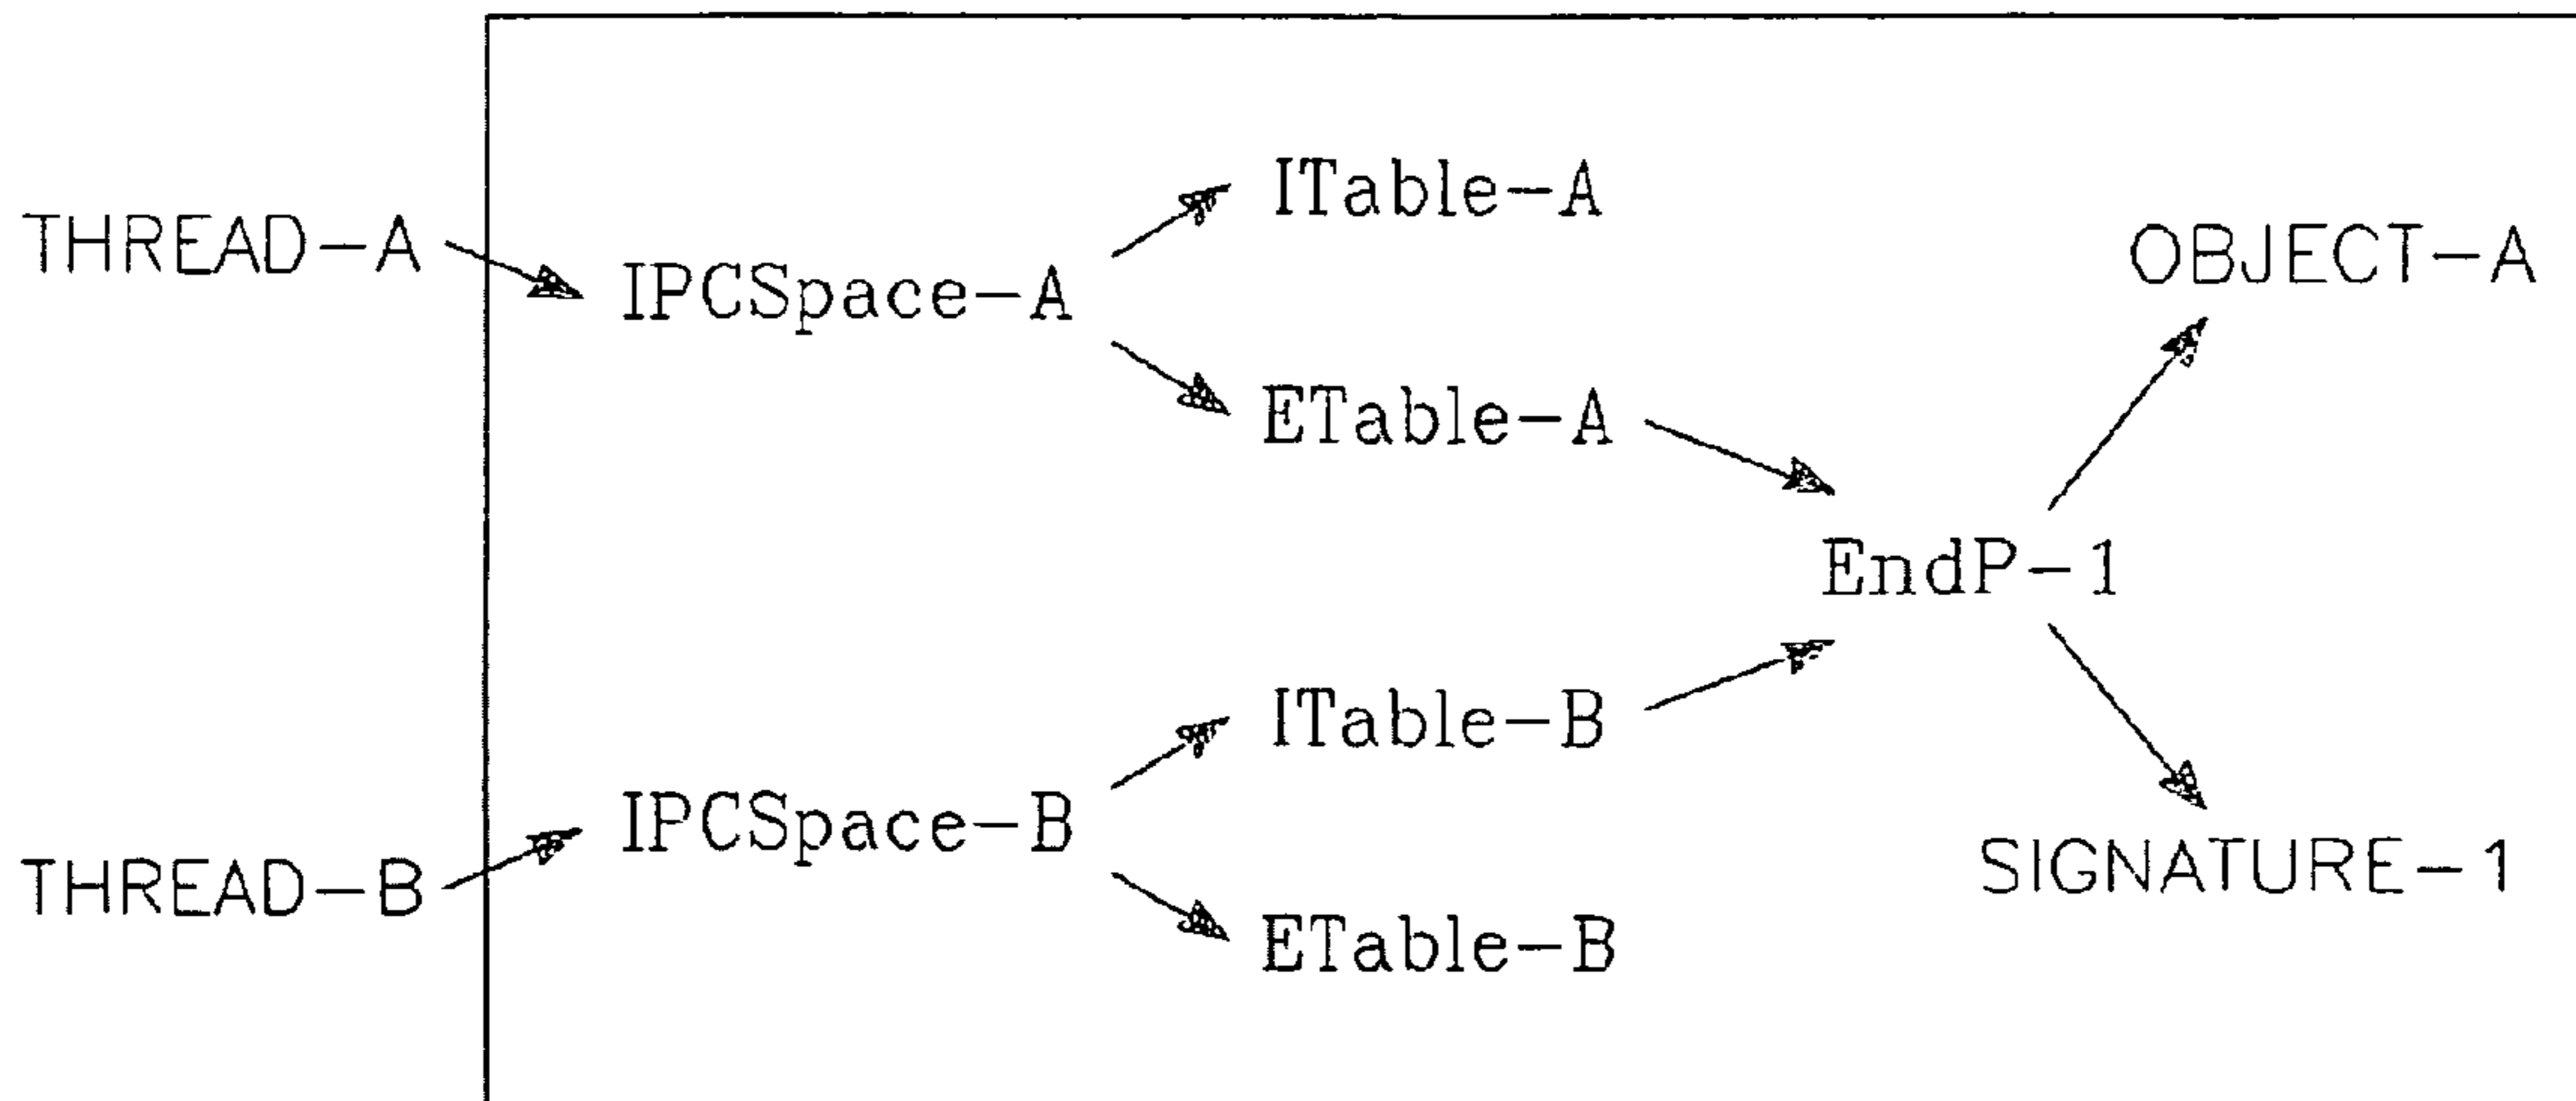 ITable-A
THREAD-A
IPCSpace-A
OBJECT-A
ETable-A
EndP-1
ITable-B
IPCSpace-B
THREAD-B
SIGNATURE-1
ETable-B